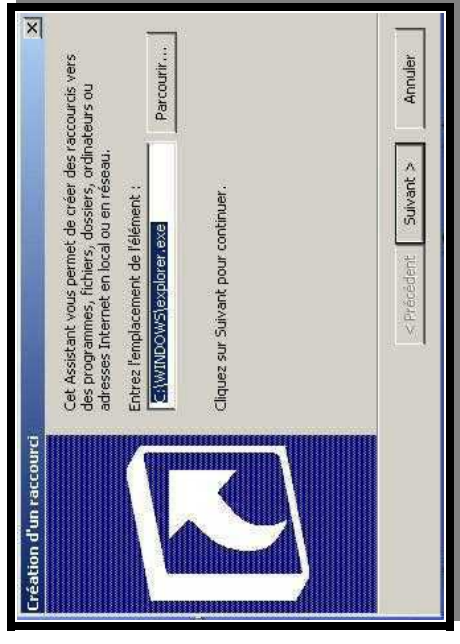 Création d'un raccourci
Cet Assistant vous permet de créer des raccourcis vers
des programmes, fichiers, dossiers, ordinateurs ou
adresses Internet en local ou en réseau.
Entrez l'emplacement de l'élément :
C:\WINDOWS\explorer.exe
Parcourir...
Cliquez sur Suivant pour continuer.
< Précédent
Suivant >
Annuler